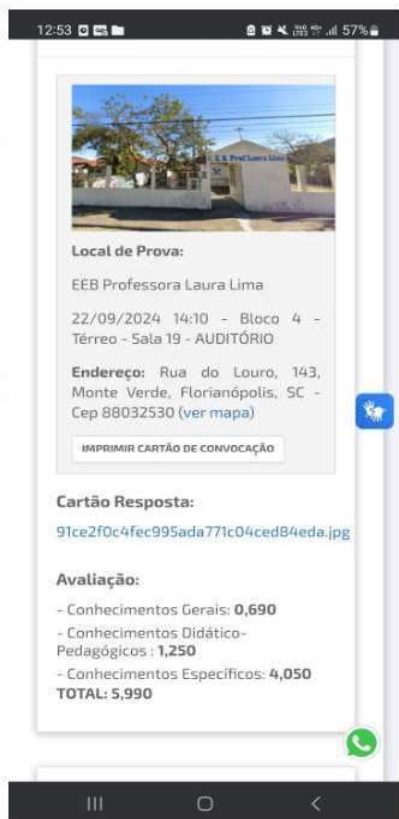 12:53
57%
E. E. B. Profª Laura Lima
Local de Prova:
EEB Professora Laura Lima
22/09/2024 14:10 - Bloco 4 -
Térreo - Sala 19 - AUDITÓRIO
Endereço: Rua do Louro, 143,
Monte Verde, Florianópolis, SC -
Cep 88032530 (ver mapa)
IMPRIMIR CARTÃO DE CONVOCAÇÃO
Cartão Resposta:
91ce2f0c4fec995ada771c04ced84eda.jpg
Avaliação:
- Conhecimentos Gerais: 0,690
- Conhecimentos Didático-
Pedagógicos : 1,250
- Conhecimentos Específicos: 4,050
TOTAL: 5,990